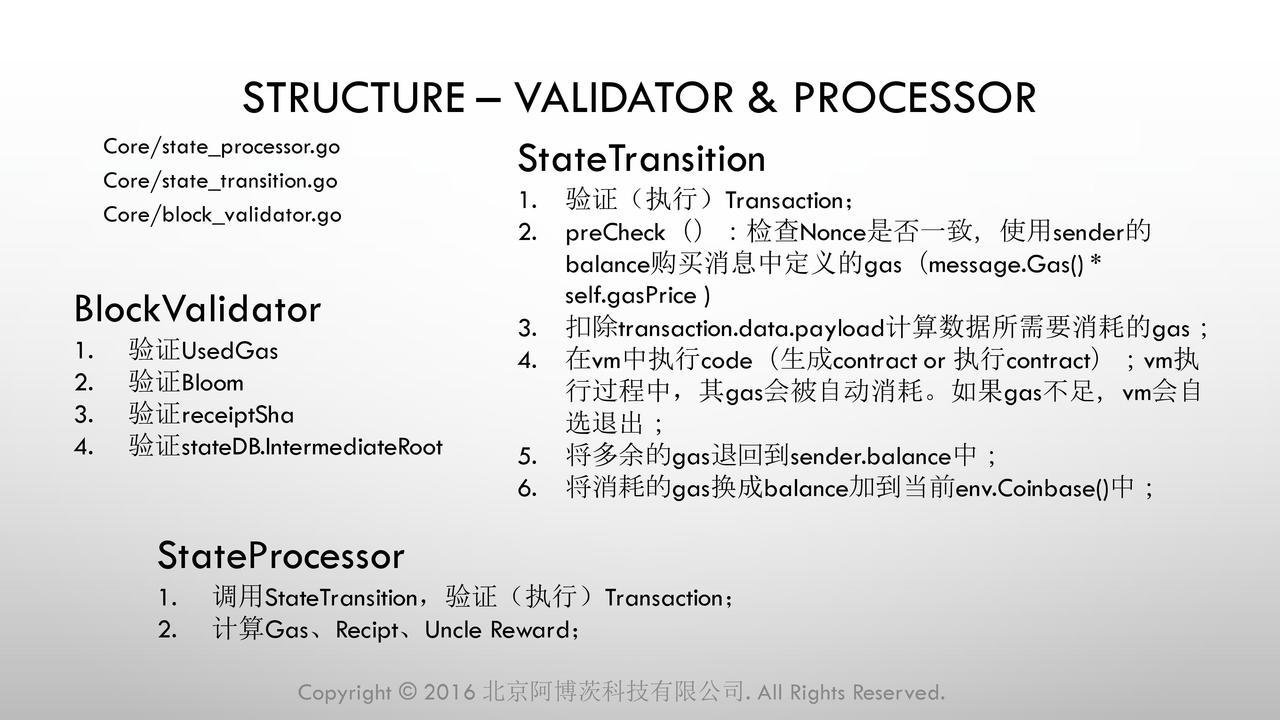 STRUCTURE – VALIDATOR & PROCESSOR
Core/state_processor.go
Core/state_transition.go
Core/block_validator.go
BlockValidator
1. 验证UsedGas
2. 验证Bloom
3. 验证receiptSha
4. 验证stateDB.IntermediateRoot
StateTransition
1. 验证（执行）Transaction；
2. preCheck（）：检查Nonce是否一致，使用sender的
balance购买消息中定义的gas（message.Gas() *
self.gasPrice )
3. 扣除transaction.data.payload计算数据所需要消耗的gas；
4. 在vm中执行code（生成contract or 执行contract）；vm执
行过程中，其gas会被自动消耗。如果gas不足，vm会自
选退出；
5. 将多余的gas退回到sender.balance中；
6. 将消耗的gas换成balance加到当前env.Coinbase()中；
StateProcessor
1. 调用StateTransition，验证（执行）Transaction；
2. 计算Gas、Recipt、Uncle Reward；
Copyright © 2016 北京阿博茨科技有限公司. All Rights Reserved.